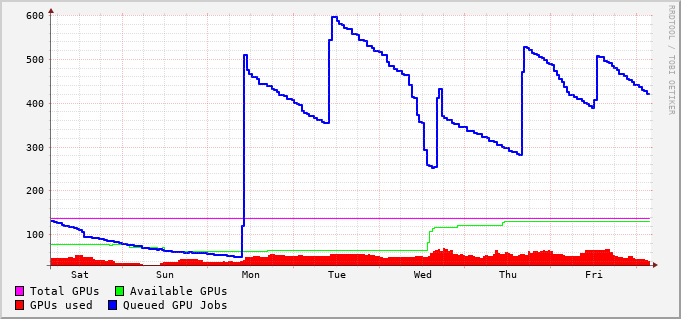 600
500
400
300
200
100
Sat Sun Mon Tue Wed Thu Fri
Total GPUs Available GPUs
GPUs used Queued GPU Jobs
RRDTOOL / TOBI OETIKER